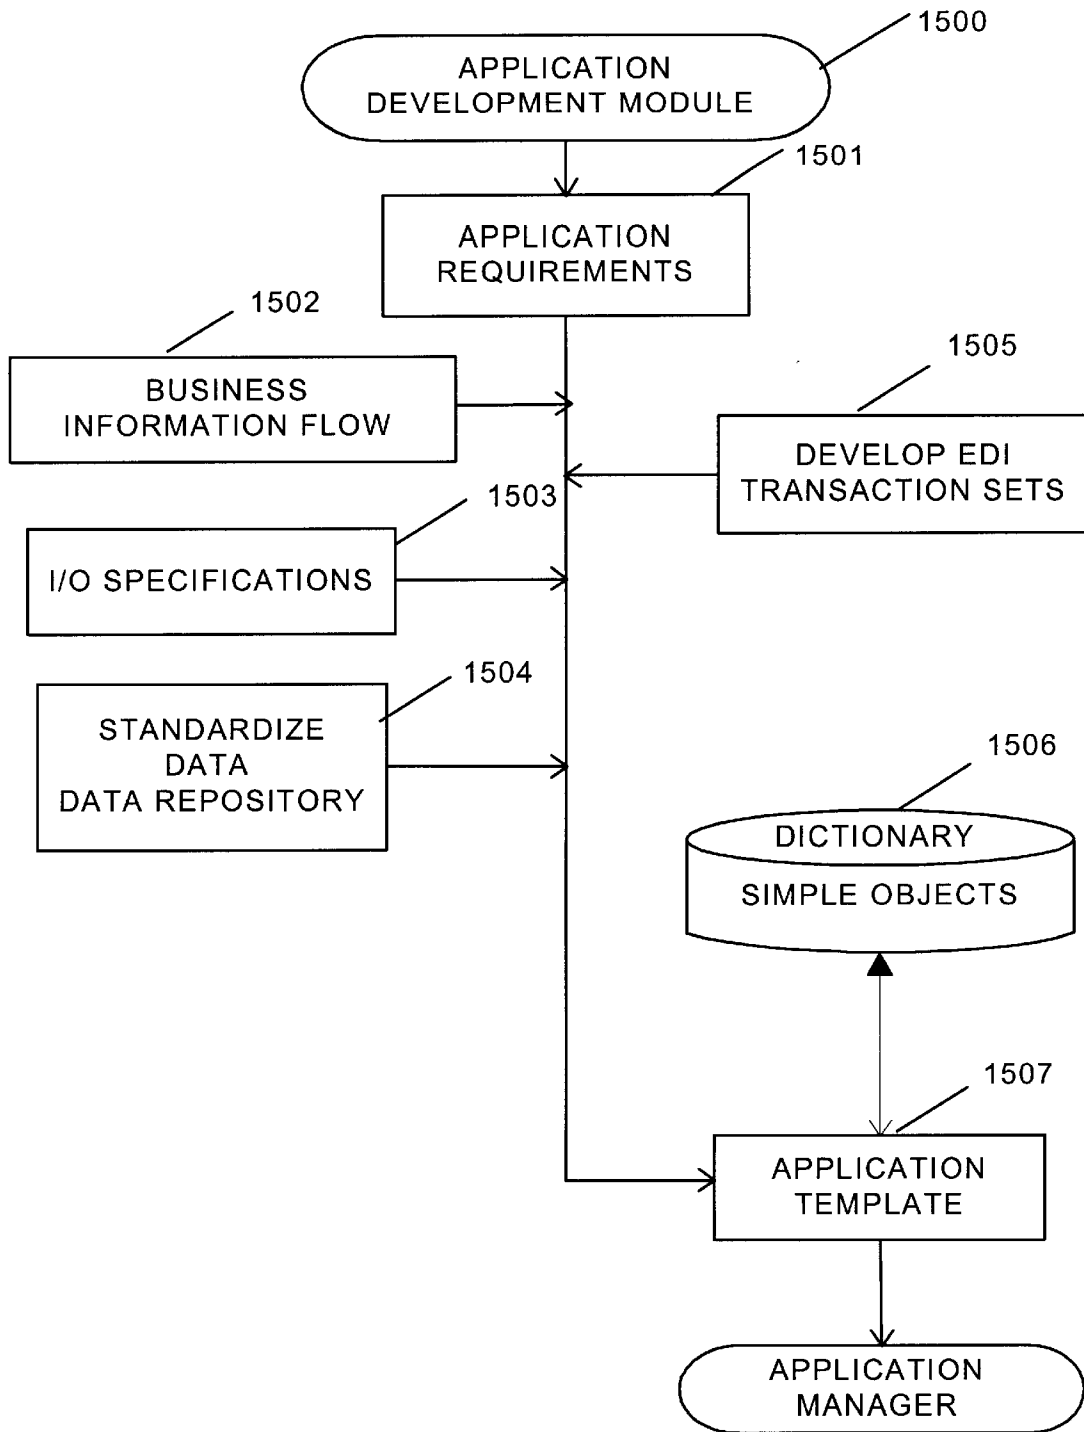 1500
APPLICATION
DEVELOPMENT MODULE
1501
APPLICATION
REQUIREMENTS
1502
BUSINESS
INFORMATION FLOW
1505
DEVELOP EDI
TRANSACTION SETS
1503
I/O SPECIFICATIONS
1504
STANDARDIZE
DATA
DATA REPOSITORY
1506
DICTIONARY
SIMPLE OBJECTS
1507
APPLICATION
TEMPLATE
APPLICATION
MANAGER